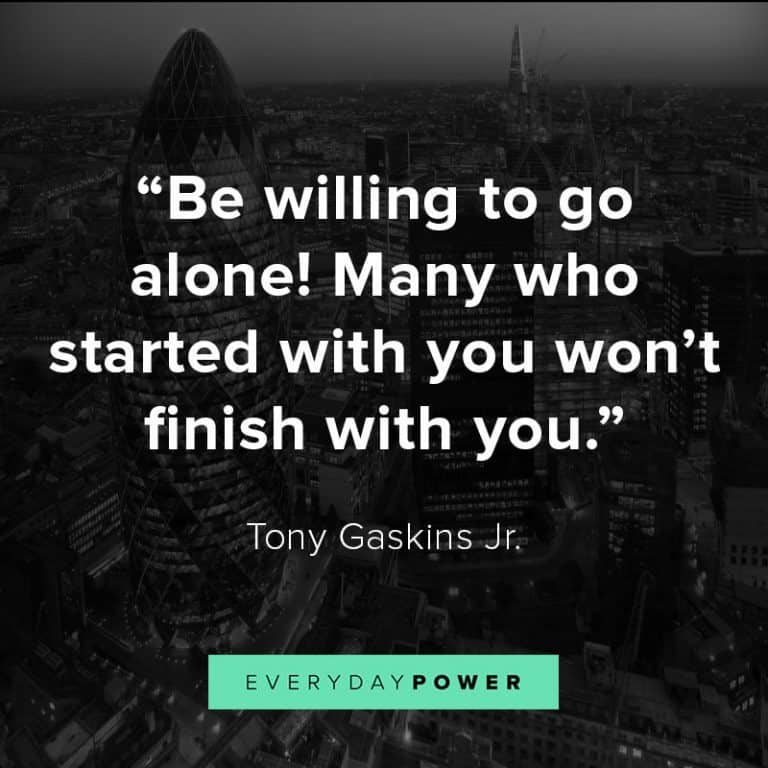 “Be willing to go
alone! Many who
started with you won’t
finish with you.”
Tony Gaskins Jr.
EVERYDAYPOWER